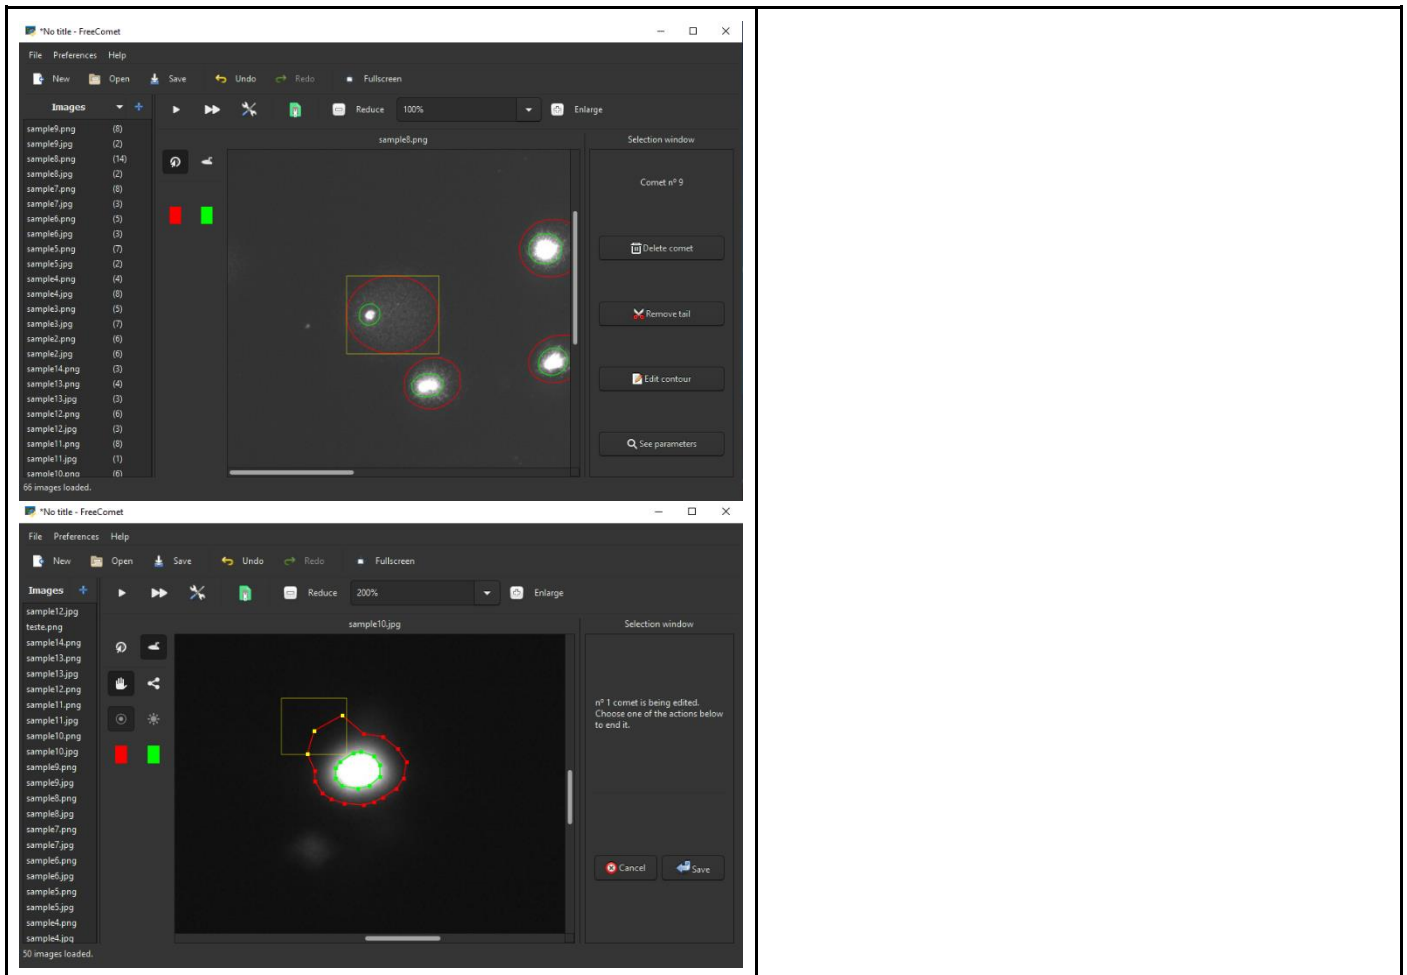 *No title - FreeComet
File Preferences Help
New Open Save Undo Redo Fullscreen
Images Reduce 100% Enlarge
sample8.png Selection window
sample9.png (8)
sample9.jpg (2)
sample8.png (14)
sample8.jpg (2)
sample7.png (8)
sample7.jpg (3)
sample6.png (5)
sample6.jpg (3)
sample5.png (7)
sample5.jpg (2)
sample4.png (4)
sample4.jpg (8)
sample3.png (5)
sample3.jpg (7)
sample2.png (6)
sample2.jpg (6)
sample14.png (3)
sample13.png (4)
sample13.jpg (3)
sample12.png (6)
sample12.jpg (3)
sample11.png (8)
sample11.jpg (1)
sample10.png (6)
Comet nº 9
Delete comet
Remove tail
Edit contour
See parameters
66 images loaded.
*No title - FreeComet
File Preferences Help
New Open Save Undo Redo Fullscreen
Images Reduce 200% Enlarge
sample10.jpg Selection window
sample12.jpg
teste.png
sample14.png
sample13.png
sample13.jpg
sample12.png
sample11.png
sample11.jpg
sample10.png
sample10.jpg
sample9.png
sample9.jpg
sample8.png
sample8.jpg
sample7.png
sample7.jpg
sample6.png
sample6.jpg
sample5.png
sample5.jpg
sample4.png
sample4.jpg
nº 1 comet is being edited.
Choose one of the actions below
to end it.
Cancel Save
50 images loaded.